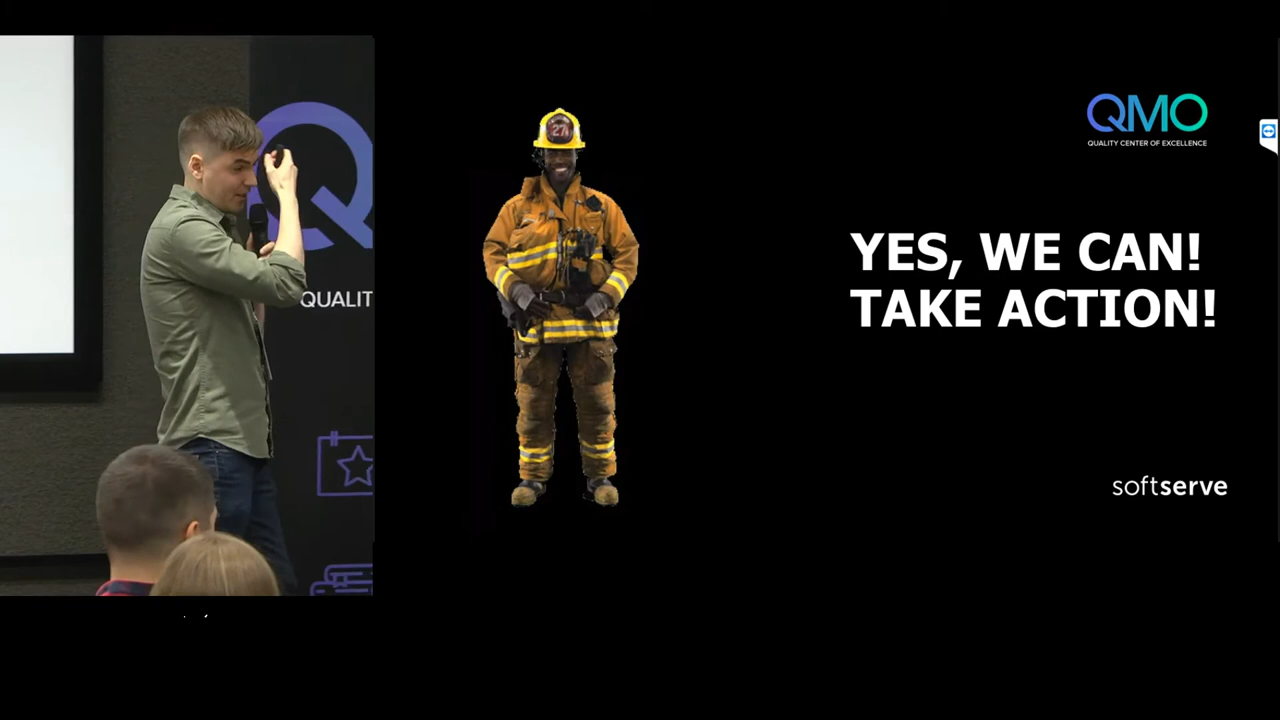 QUALIT
27
QMO
QUALITY CENTER OF EXCELLENCE
YES, WE CAN!
TAKE ACTION!
softserve